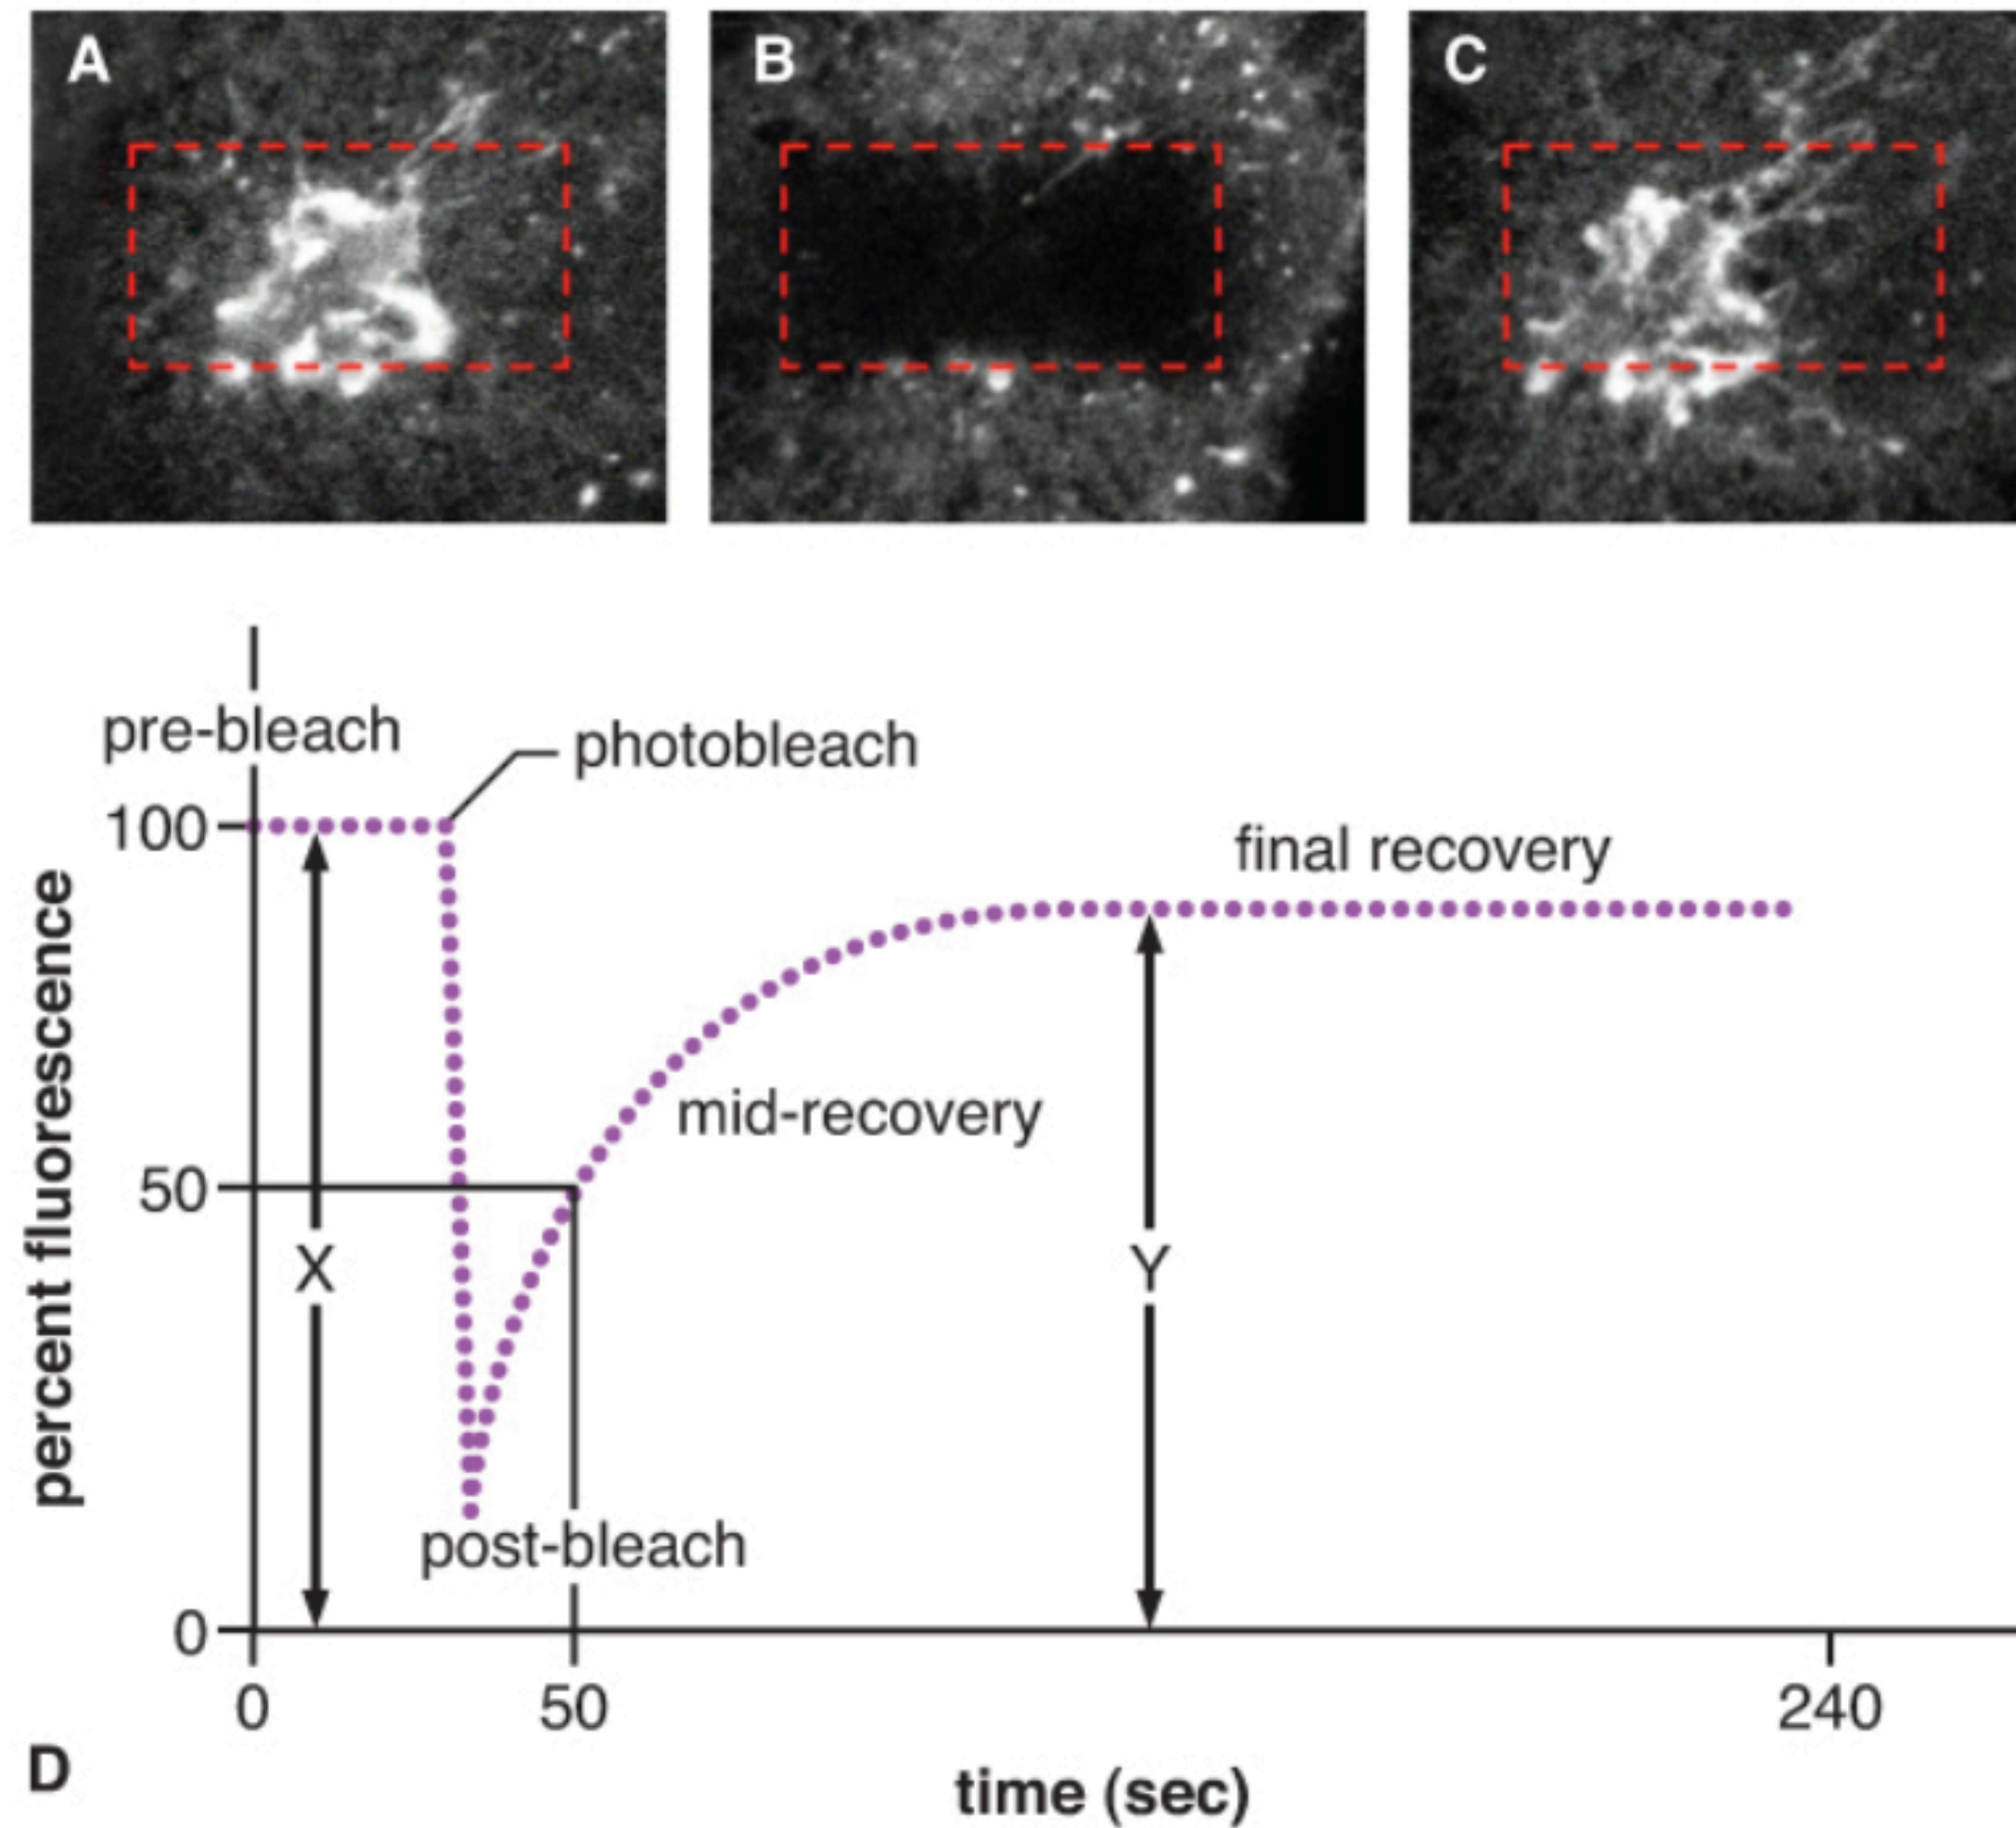 A
B
C
pre-bleach
photobleach
100
final recovery
mid-recovery
50
X
Y
percent fluorescence
post-bleach
0
0
50
240
D
time (sec)